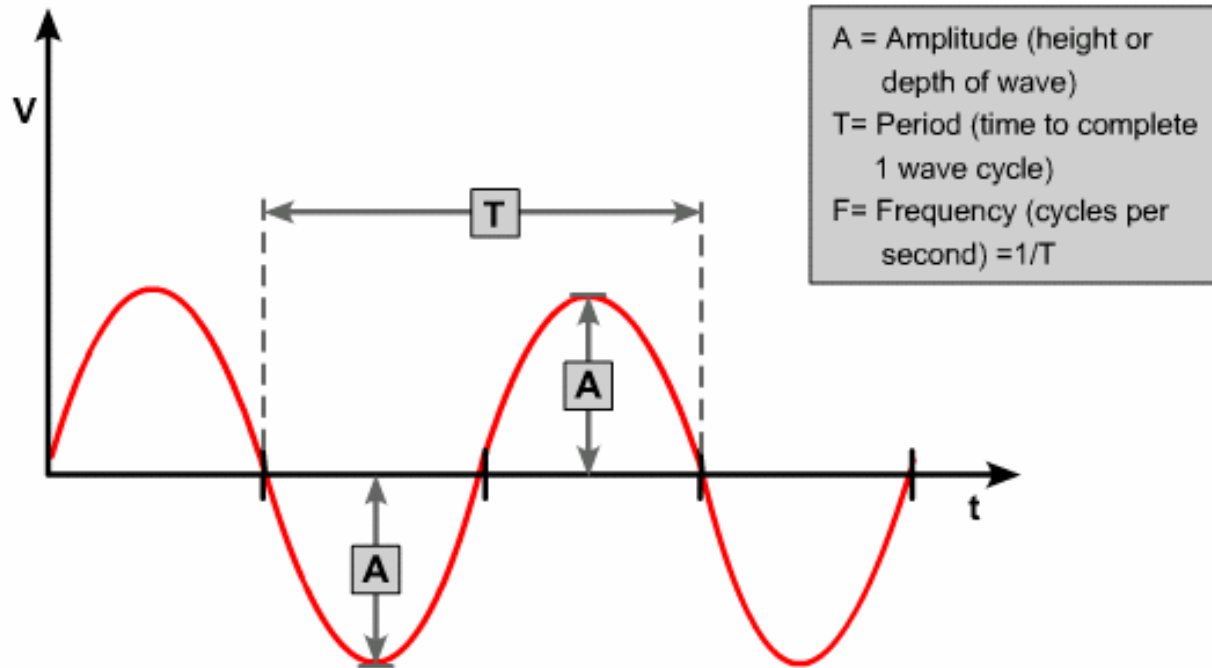 V
A = Amplitude (height or
depth of wave)
T= Period (time to complete
1 wave cycle)
F= Frequency (cycles per
second) =1/T
T
A
A
t